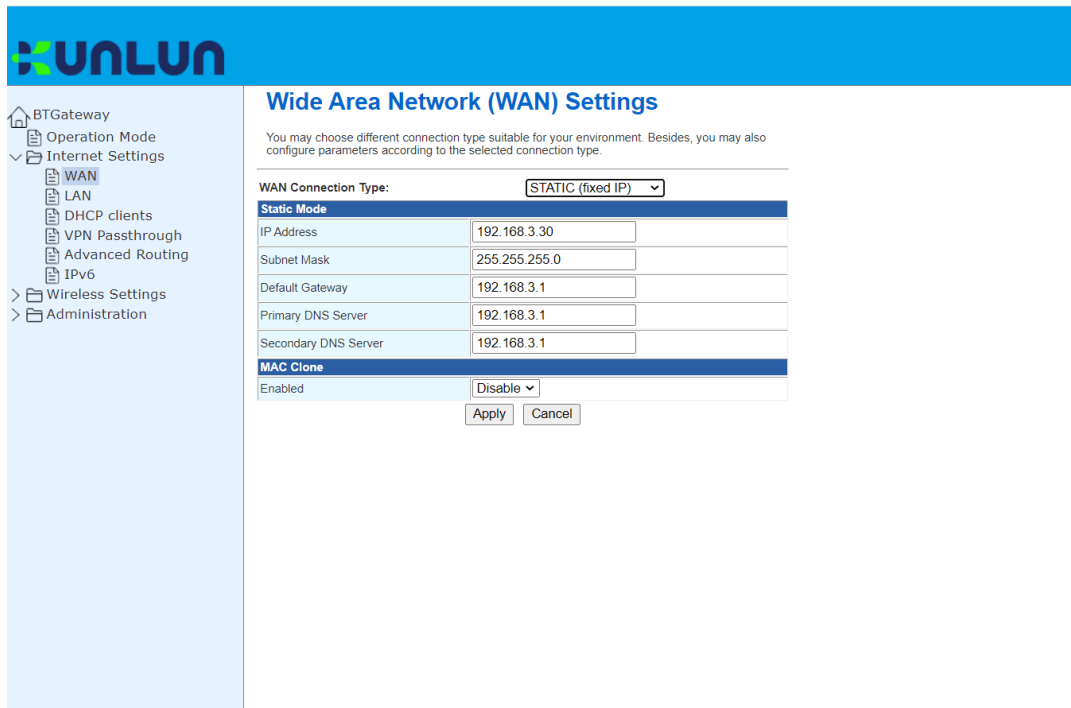 KUNLUN
BTGateway
Operation Mode
Internet Settings
WAN
LAN
DHCP clients
VPN Passthrough
Advanced Routing
IPv6
Wireless Settings
Administration
Wide Area Network (WAN) Settings
You may choose different connection type suitable for your environment. Besides, you may also
configure parameters according to the selected connection type.
WAN Connection Type: STATIC (fixed IP)
Static Mode
IP Address 192.168.3.30
Subnet Mask 255.255.255.0
Default Gateway 192.168.3.1
Primary DNS Server 192.168.3.1
Secondary DNS Server 192.168.3.1
MAC Clone
Enabled Disable
Apply Cancel